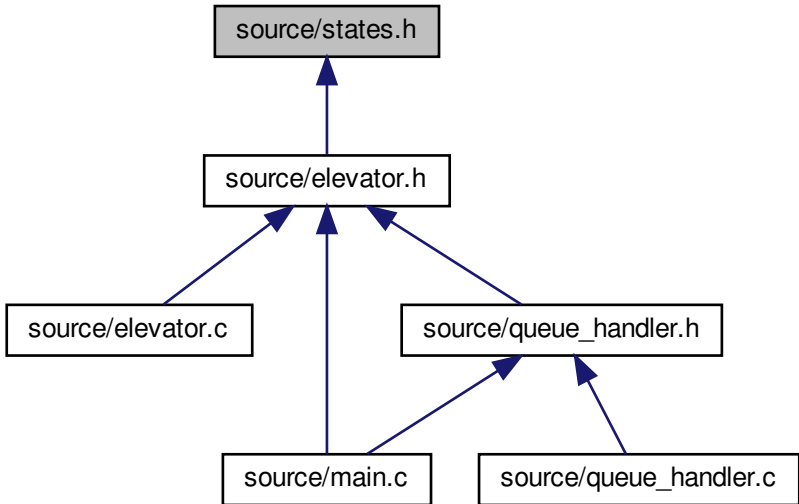 source/states.h
source/elevator.h
source/elevator.c
source/queue_handler.h
source/main.c
source/queue_handler.c